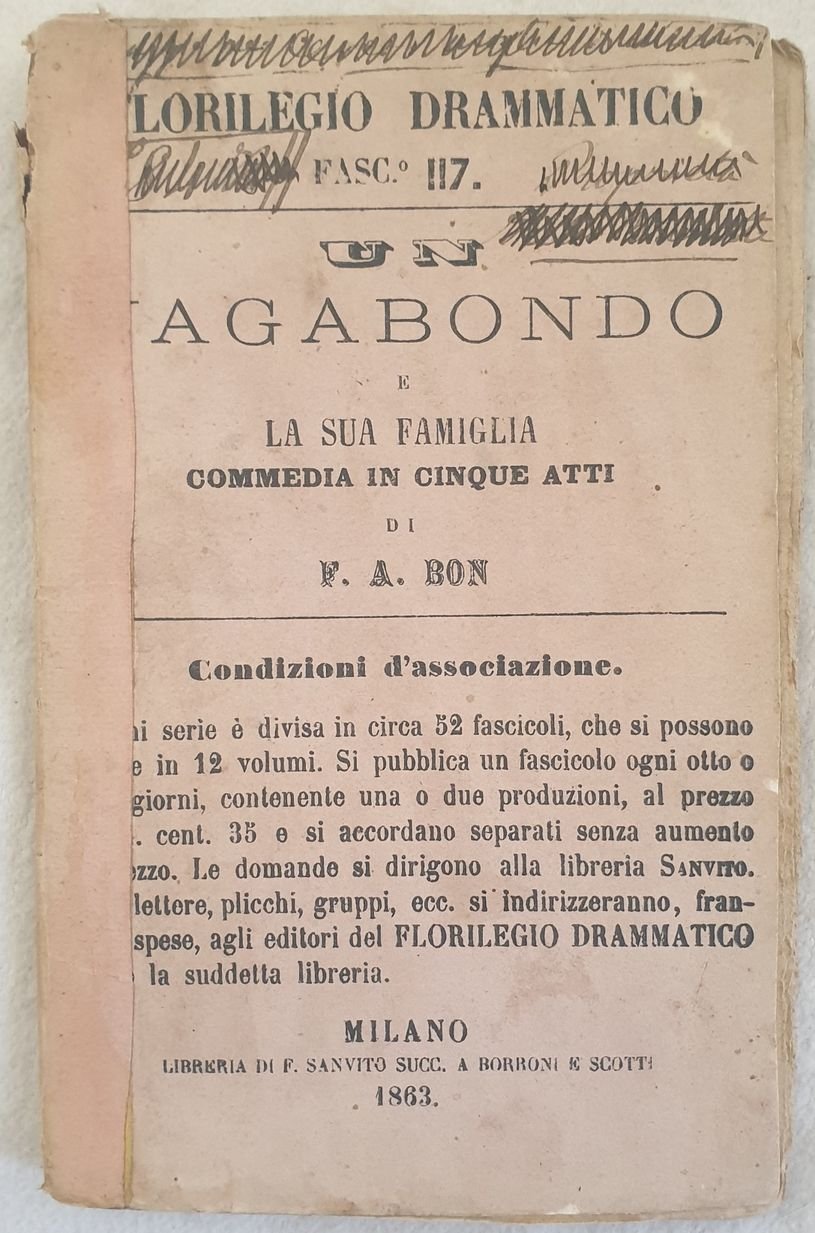 LORILEGIO DRAMMATICO
FASC.º 117.
UN
AGABONDO
E
LA SUA FAMIGLIA
COMMEDIA IN CINQUE ATTI
DI
F. A. BON
Condizioni d'associazione.
ni serie è divisa in circa 52 fascicoli, che si possono
e in 12 volumi. Si pubblica un fascicolo ogni otto o
giorni, contenente una o due produzioni, al prezzo
. cent. 35 e si accordano separati senza aumento
ezzo. Le domande si dirigono alla libreria SANVITO.
lettere, plicchi, gruppi, ecc. si indirizzeranno, fran-
spese, agli editori del FLORILEGIO DRAMMATICO
la suddetta libreria.
MILANO
LIBRERIA DI F. SANVITO SUCC. A BORRONI E SCOTTI
1863.